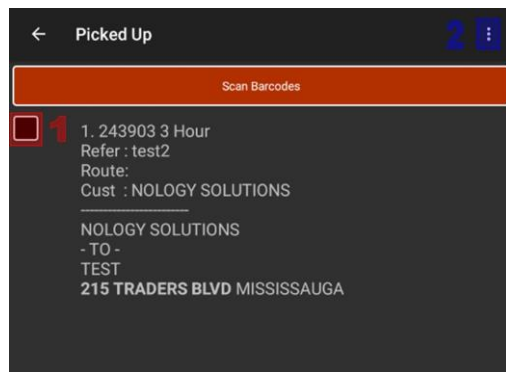 Picked Up
2
Scan Barcodes
1
1. 243903 3 Hour
Refer : test2
Route:
Cust : NOLOGY SOLUTIONS
------------------------
NOLOGY SOLUTIONS
- TO -
TEST
215 TRADERS BLVD MISSISSAUGA